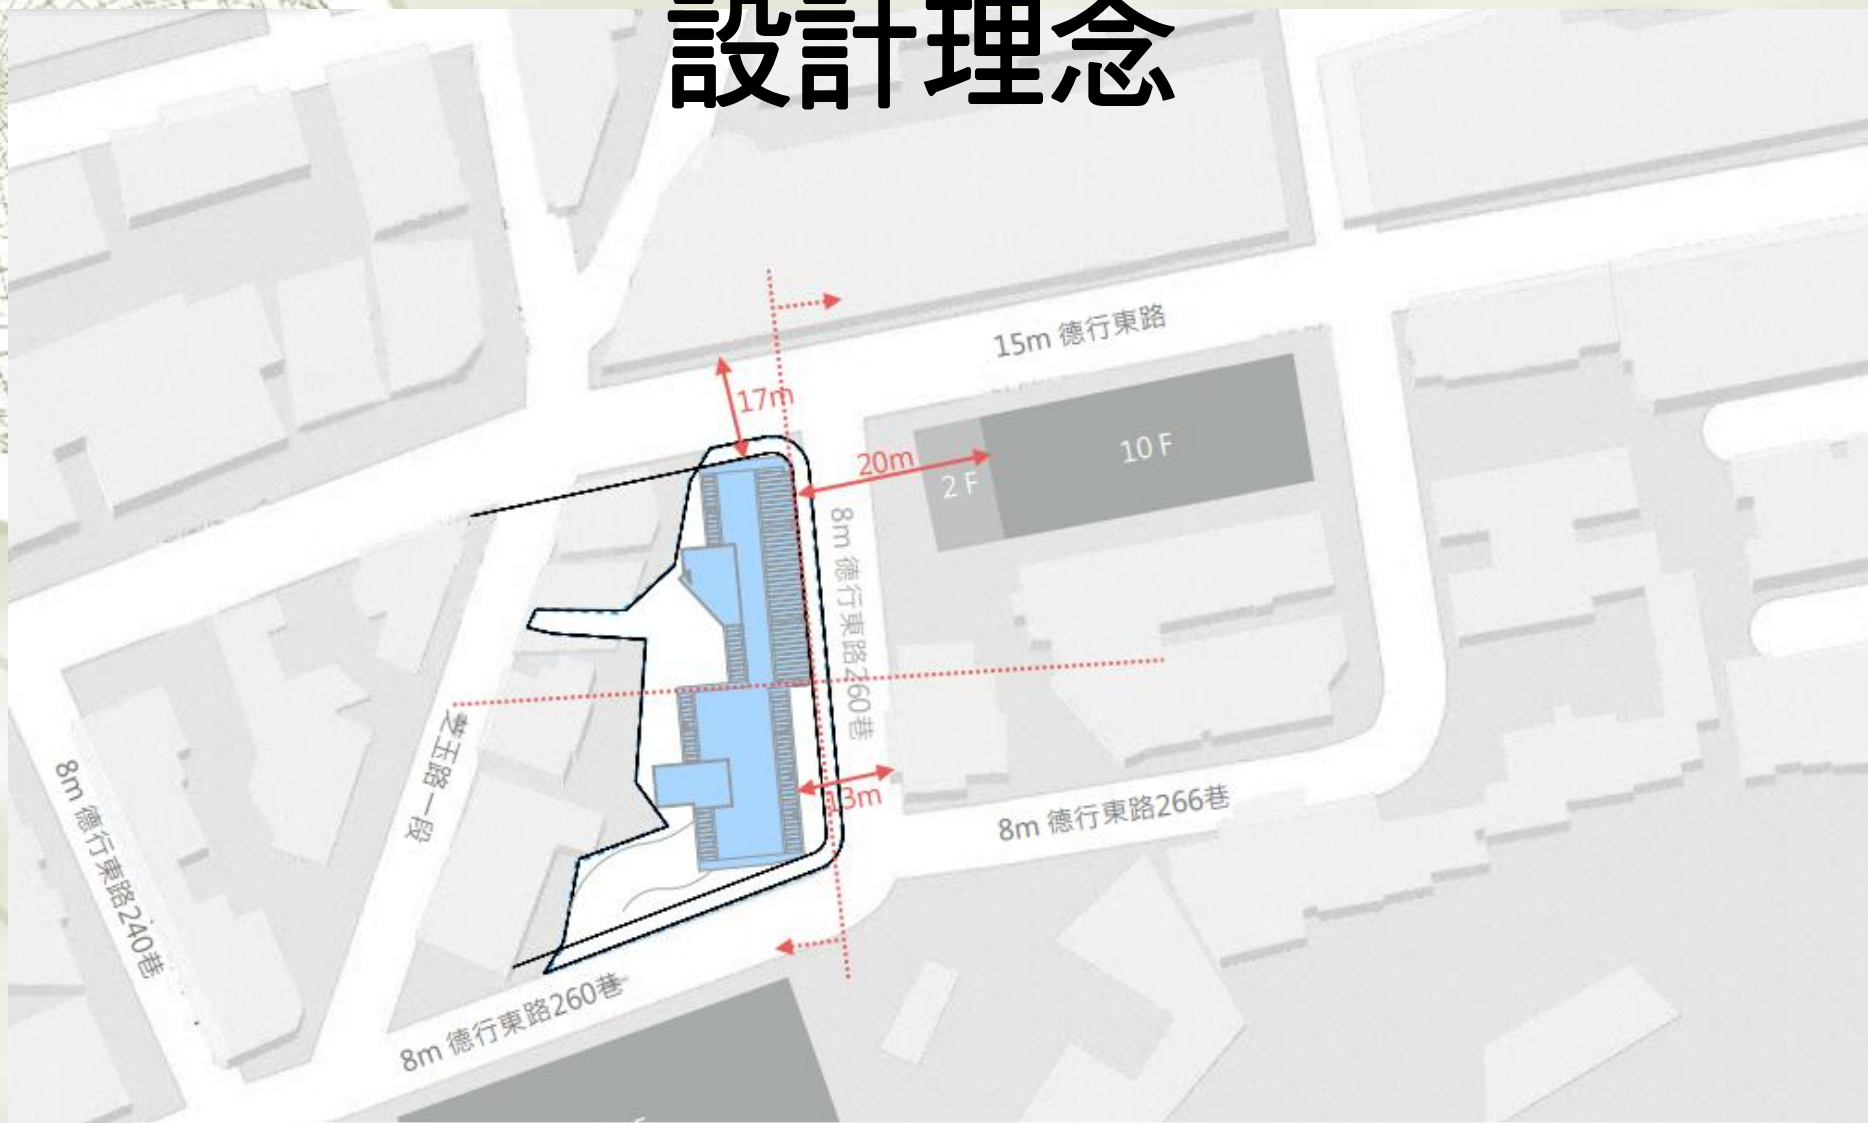 設計理念
15m 德行東路
17m
20m
10 F
2 F
8m 德行東路260巷
芝玉路一段
13m
8m 德行東路266巷
8m 德行東路240巷
8m 德行東路260巷